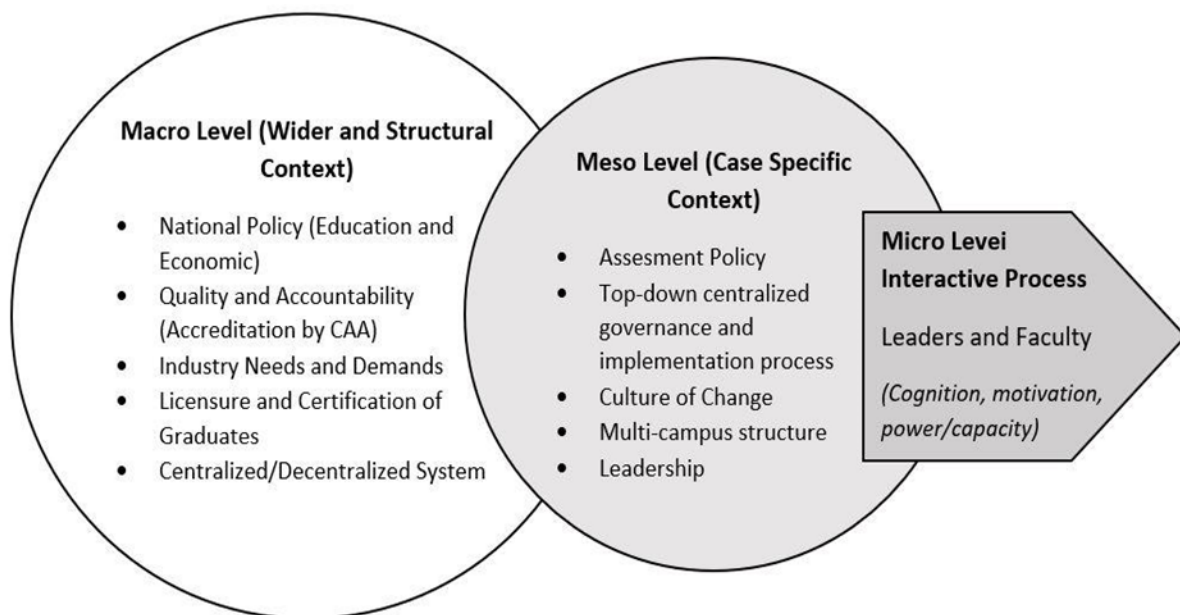 Macro Level (Wider and Structural
Context)
• National Policy (Education and
Economic)
• Quality and Accountability
(Accreditation by CAA)
• Industry Needs and Demands
• Licensure and Certification of
Graduates
• Centralized/Decentralized System
Meso Level (Case Specific
Context)
• Assesment Policy
• Top-down centralized
governance and
implementation process
• Culture of Change
• Multi-campus structure
• Leadership
Micro Levei
Interactive Process
Leaders and Faculty
(Cognition, motivation,
power/capacity)